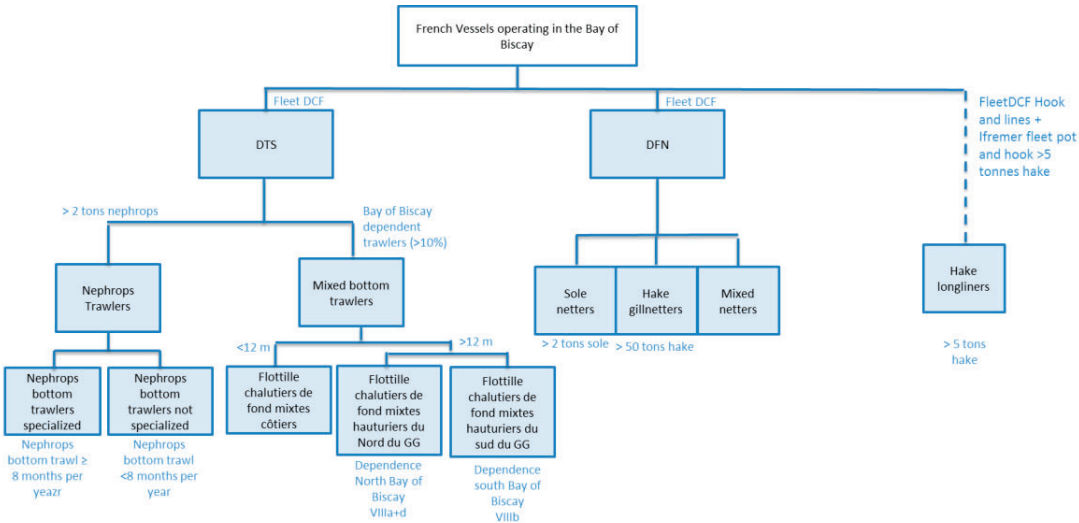 French Vessels operating in the Bay of
Biscay
Fleet DCF
Fleet DCF
FleetDCF Hook
and lines +
Ifremer fleet pot
and hook >5
tonnes hake
DTS
DFN
> 2 tons nephrops
Bay of Biscay
dependent
trawlers (>10%)
Nephrops
Trawlers
Mixed bottom
trawlers
Sole
netters
Hake
gillnetters
Mixed
netters
Hake
longliners
> 2 tons sole
> 50 tons hake
> 5 tons
hake
<12 m
>12 m
Nephrops
bottom
trawlers
specialized
Nephrops
bottom
trawlers not
specialized
Flottille
chalutiers de
fond mixtes
côtiers
Flottille
chalutiers de
fond mixtes
hauturiers du
Nord du GG
Flottille
chalutiers de
fond mixtes
hauturiers du
sud du GG
Nephrops
bottom trawl ≥
8 months per
yeazr
Nephrops
bottom trawl
<8 months per
year
Dependence
North Bay of
Biscay
VIIIa+d
Dependence
south Bay of
Biscay
VIIIb